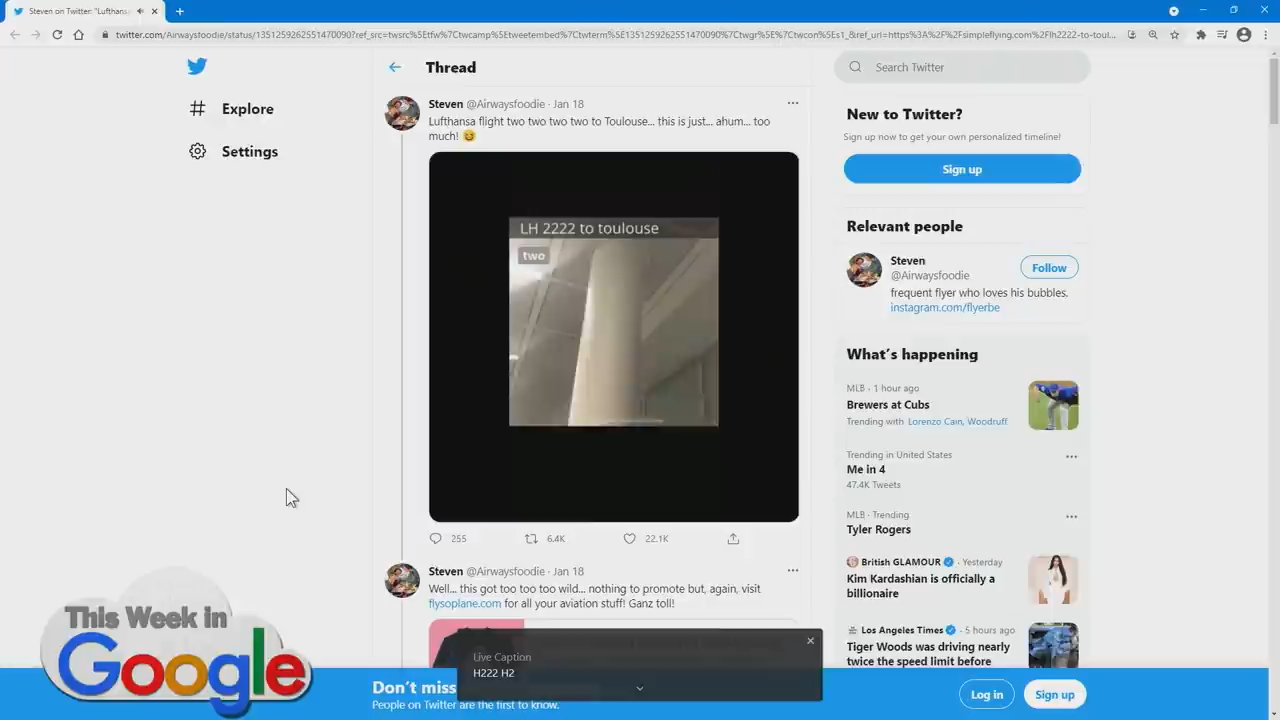 Steven on Twitter: "Lufthans
twitter.com/Airwaysfoodie/status/1351259262551470090?ref_src=twsrc%5Etfw%7Ctwcamp%5Etweetembed%7Ctwterm%5E1351259262551470090%7Ctwgr%5E%7Ctwcon%5Es1_&ref_url=https%3A%2F%2Fsimpleflying.com%2Flh2222-to-toul...
Explore
Settings
Thread
Steven @Airwaysfoodie · Jan 18
Lufthansa flight two two two two to Toulouse... this is just... ahum... too
much! 😆
LH 2222 to toulouse
two
255
6.4K
22.1K
Steven @Airwaysfoodie · Jan 18
Well... this got too too too wild... nothing to promote but, again, visit
flysoplane.com for all your aviation stuff! Ganz toll!
Search Twitter
New to Twitter?
Sign up now to get your own personalized timeline!
Sign up
Relevant people
Steven
@Airwaysfoodie
Follow
frequent flyer who loves his bubbles.
instagram.com/flyerbe
What's happening
MLB · 1 hour ago
Brewers at Cubs
Trending with Lorenzo Cain, Woodruff
Trending in United States
Me in 4
47.4K Tweets
MLB · Trending
Tyler Rogers
British GLAMOUR · Yesterday
Kim Kardashian is officially a
billionaire
Los Angeles Times · 5 hours ago
Tiger Woods was driving nearly
twice the speed limit before
Live Caption
H222 H2
Don't miss
People on Twitter are the first to know.
Log in
Sign up
This Week in
Google